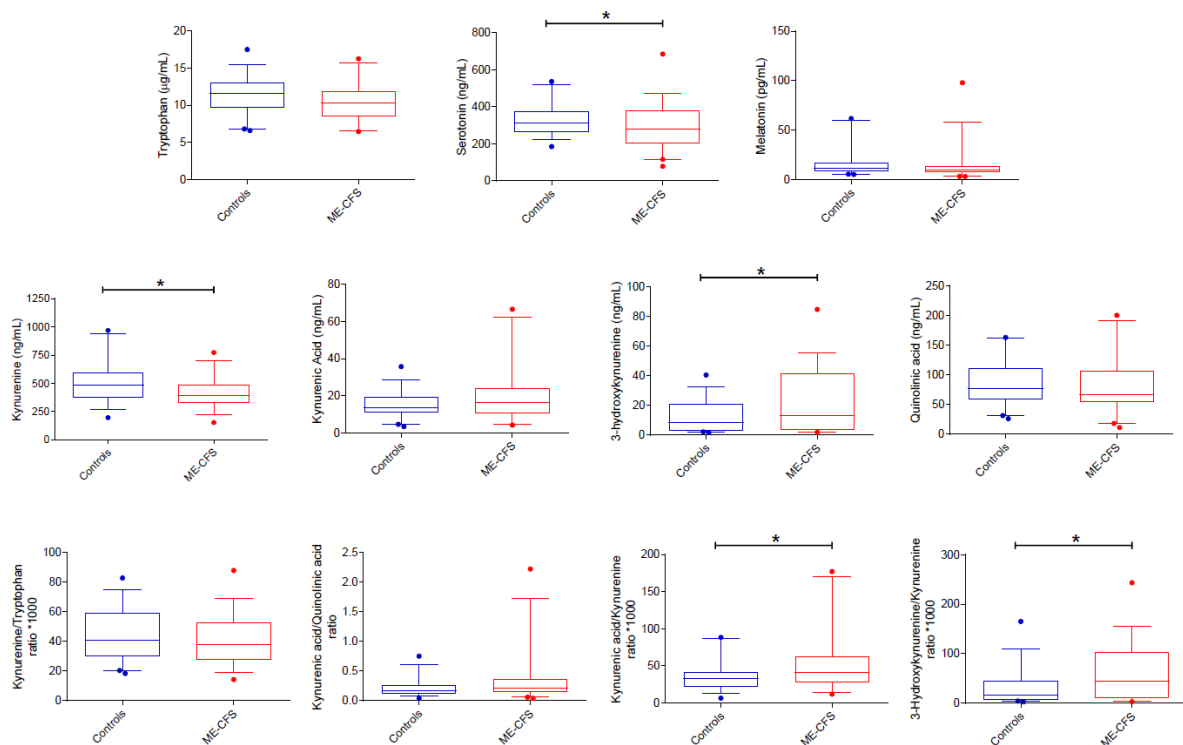 Tryptophan (µg/mL)
20
15
10
5
0
Controls
ME-CFS
*
Serotonin (ng/mL)
800
600
400
200
0
Controls
ME-CFS
Melatonin (pg/mL)
150
100
50
0
Controls
ME-CFS
*
Kynurenine (ng/mL)
1250
1000
750
500
250
0
Controls
ME-CFS
Kynurenic Acid (ng/mL)
80
60
40
20
0
Controls
ME-CFS
*
3-hydroxykynurenine (ng/mL)
100
80
60
40
20
0
Controls
ME-CFS
Quinolinic acid (ng/mL)
250
200
150
100
50
0
Controls
ME-CFS
Kynurenine/Tryptophan
ratio *1000
100
80
60
40
20
0
Controls
ME-CFS
Kynurenic acid/Quinolinic acid
ratio
2.5
2.0
1.5
1.0
0.5
0.0
Controls
ME-CFS
*
Kynurenic acid/Kynurenine
ratio *1000
200
150
100
50
0
Controls
ME-CFS
*
3-Hydroxykynurenine/Kynurenine
ratio *1000
300
200
100
0
Controls
ME-CFS